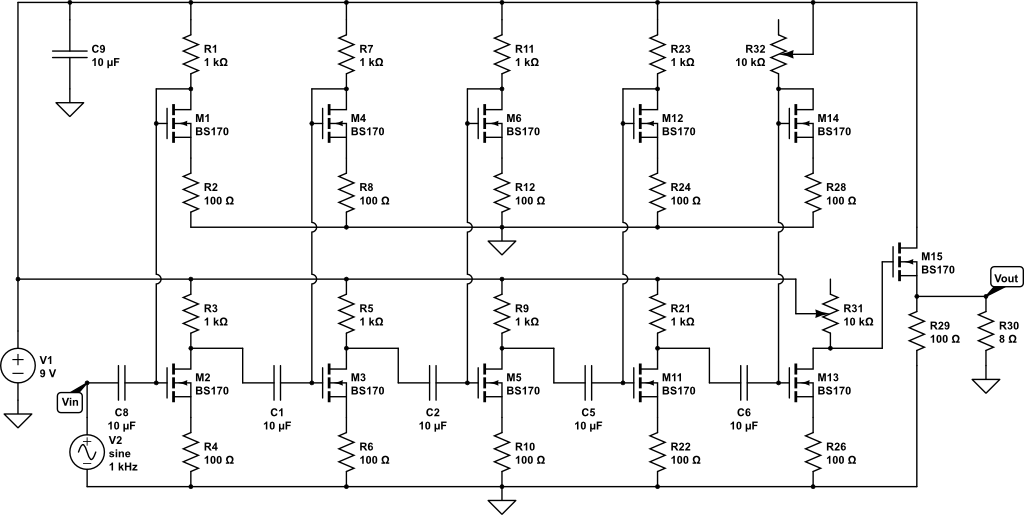 C9
10 µF
R1
1 kΩ
R7
1 kΩ
R11
1 kΩ
R23
1 kΩ
R32
10 kΩ
M1
BS170
M4
BS170
M6
BS170
M12
BS170
M14
BS170
R2
100 Ω
R8
100 Ω
R12
100 Ω
R24
100 Ω
R28
100 Ω
M15
BS170
Vout
R3
1 kΩ
R5
1 kΩ
R9
1 kΩ
R21
1 kΩ
R31
10 kΩ
R29
100 Ω
R30
8 Ω
V1
9 V
M2
BS170
M3
BS170
M5
BS170
M11
BS170
M13
BS170
Vin
C8
10 µF
C1
10 µF
C2
10 µF
C5
10 µF
C6
10 µF
V2
sine
1 kHz
R4
100 Ω
R6
100 Ω
R10
100 Ω
R22
100 Ω
R26
100 Ω